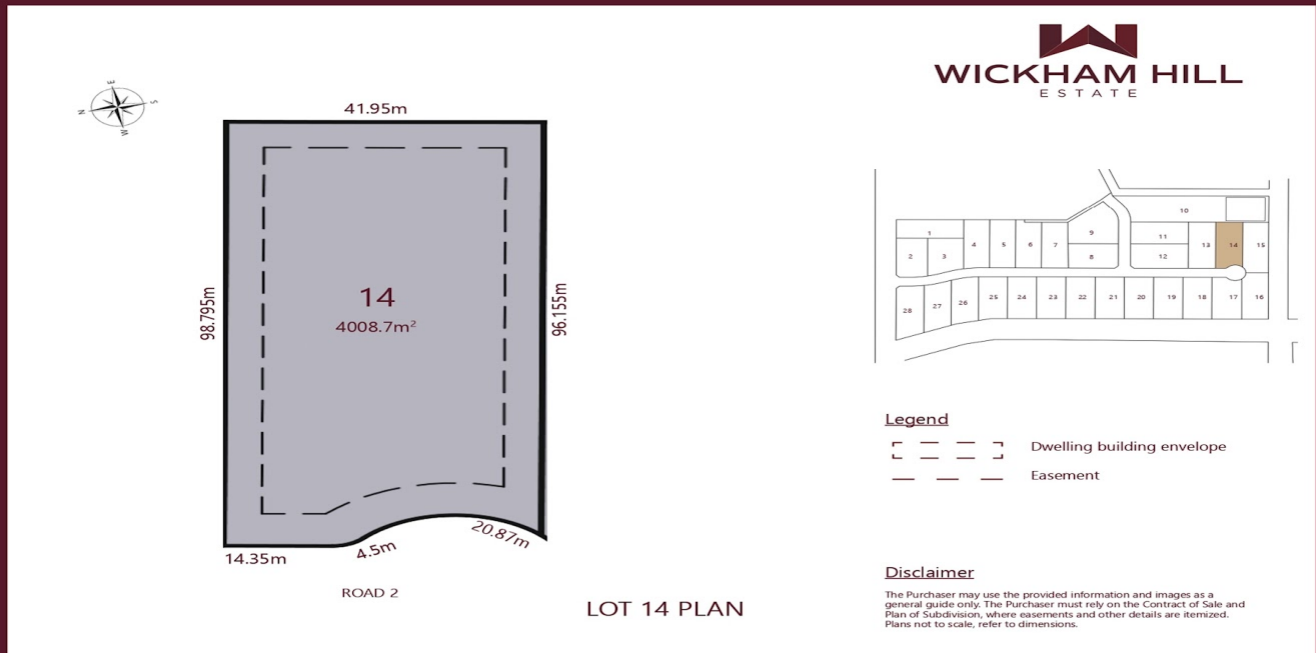 WICKHAM HILL
ESTATE
E
N
S
W
41.95m
98.795m
14
4008.7m²
96.155m
14.35m
4.5m
20.87m
ROAD 2
LOT 14 PLAN
1
2
3
4
5
6
7
9
8
10
11
12
13
14
15
28
27
26
25
24
23
22
21
20
19
18
17
16
Legend
Dwelling building envelope
Easement
Disclaimer
The Purchaser may use the provided information and images as a
general guide only. The Purchaser must rely on the Contract of Sale and
Plan of Subdivision, where easements and other details are itemized.
Plans not to scale, refer to dimensions.